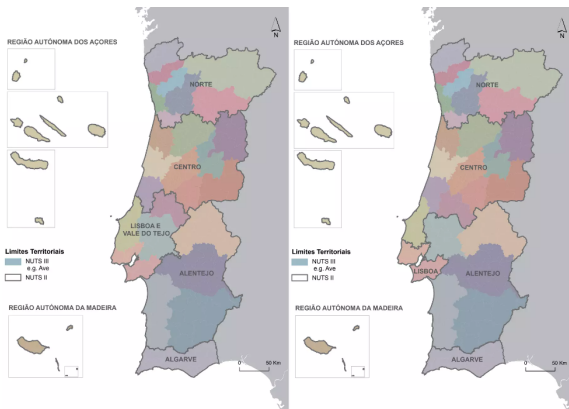 N
REGIÃO AUTÓNOMA DOS AÇORES
NORTE
CENTRO
LISBOA E
VALE DO TEJO
Limites Territoriais
NUTS III
e.g. Ave
NUTS II
ALENTEJO
REGIÃO AUTÓNOMA DA MADEIRA
ALGARVE
0
50 Km
N
REGIÃO AUTÓNOMA DOS AÇORES
NORTE
CENTRO
Limites Territoriais
NUTS III
e.g. Ave
NUTS II
LISBOA
ALENTEJO
REGIÃO AUTÓNOMA DA MADEIRA
ALGARVE
0
50 Km